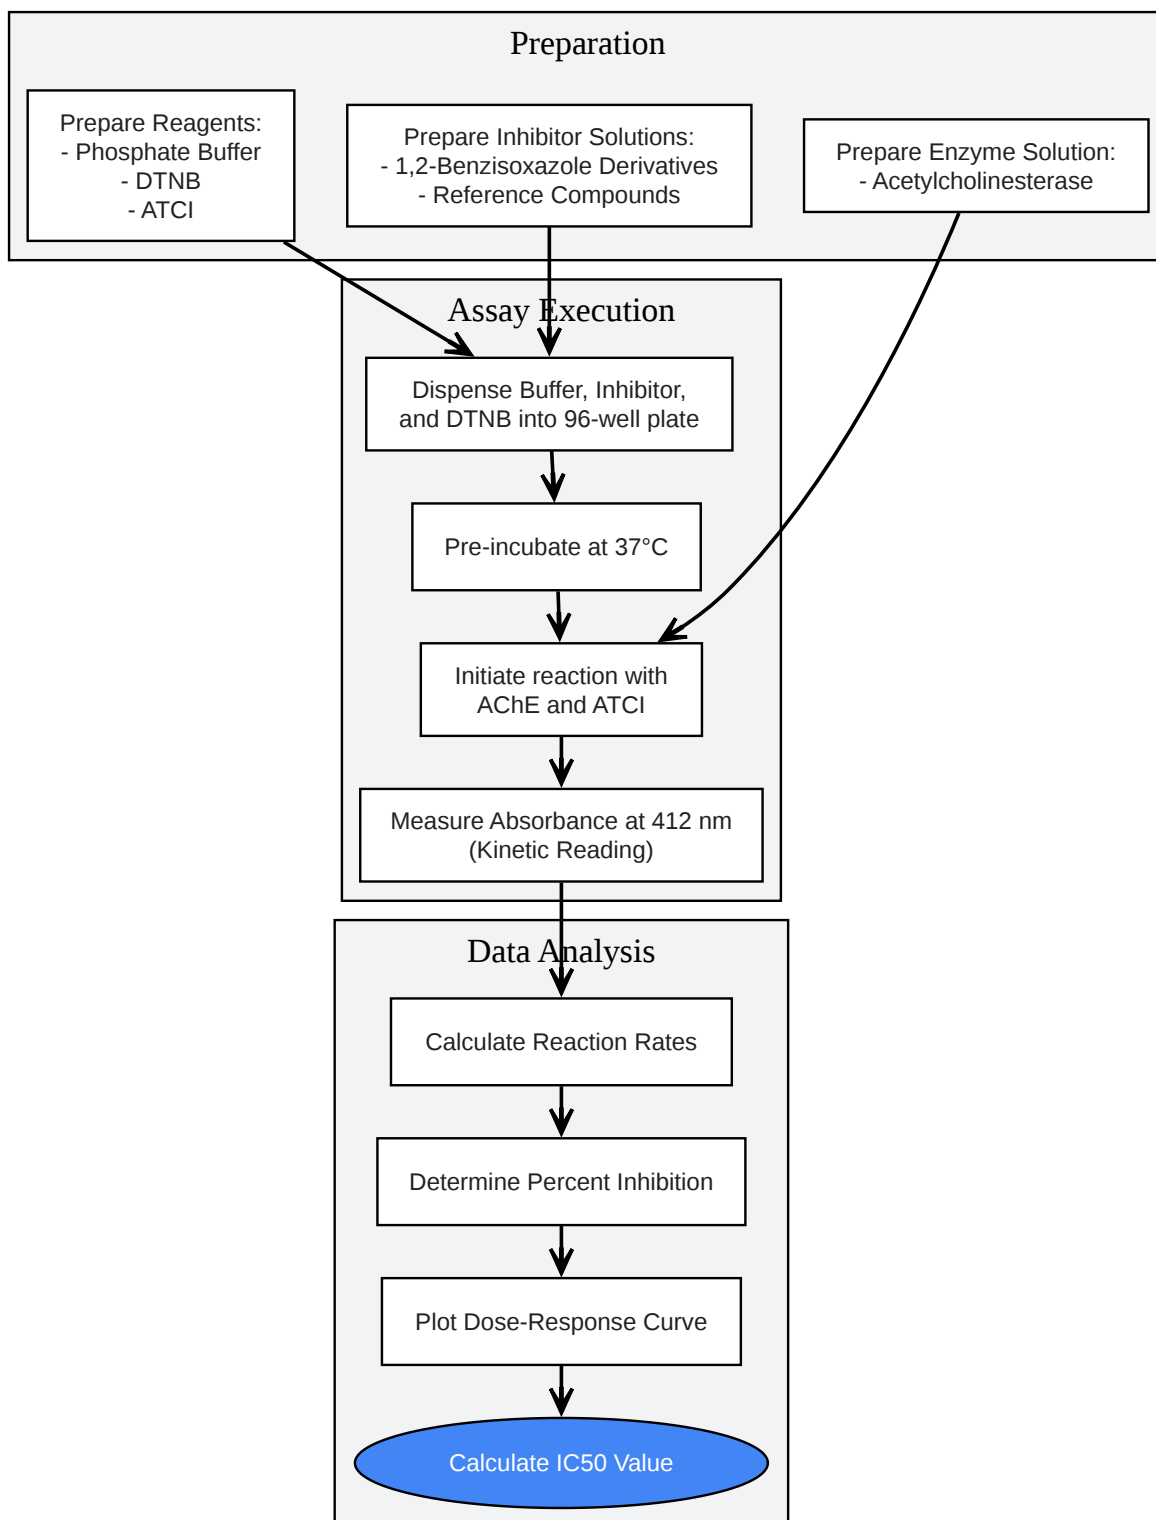 Preparation
Prepare Reagents:
- Phosphate Buffer
- DTNB
- ATCI
Prepare Inhibitor Solutions:
- 1,2-Benzisoxazole Derivatives
- Reference Compounds
Prepare Enzyme Solution:
- Acetylcholinesterase
Assay Execution
Dispense Buffer, Inhibitor,
and DTNB into 96-well plate
Pre-incubate at 37°C
Initiate reaction with
AChE and ATCI
Measure Absorbance at 412 nm
(Kinetic Reading)
Data Analysis
Calculate Reaction Rates
Determine Percent Inhibition
Plot Dose-Response Curve
Calculate IC50 Value